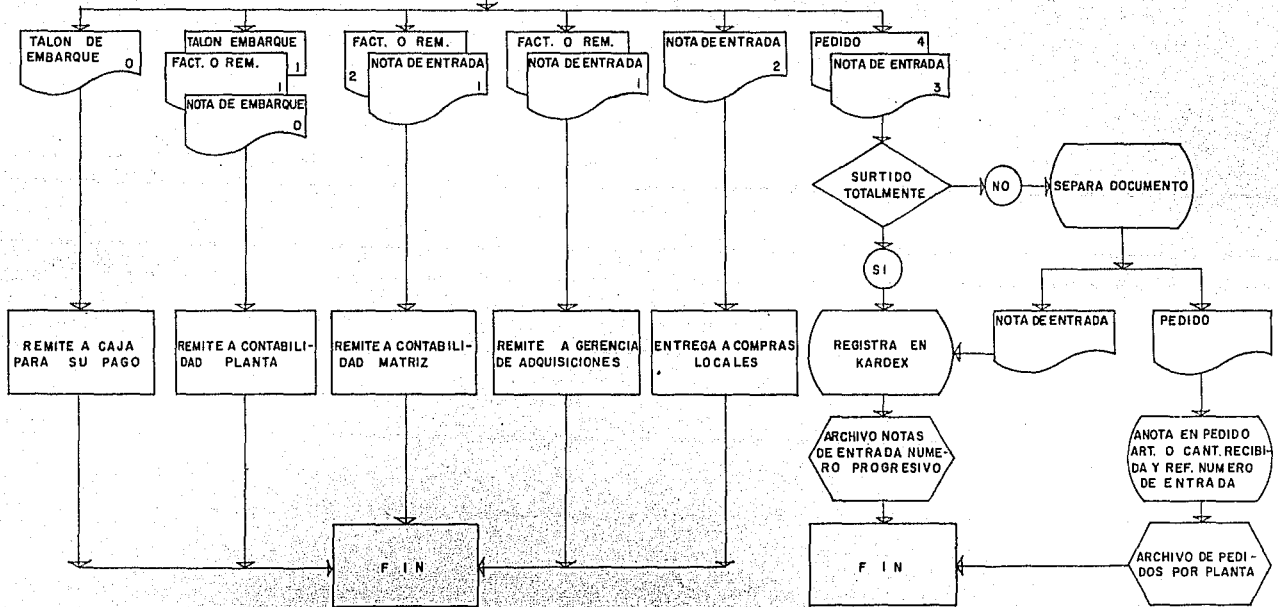 TALON DE
EMBARQUE
0
TALON EMBARQUE
1
FACT. O REM.
1
NOTA DE EMBARQUE
0
FACT. O REM.
2
NOTA DE ENTRADA
1
FACT. O REM.
NOTA DE ENTRADA
1
NOTA DE ENTRADA
2
PEDIDO 4
NOTA DE ENTRADA
3
SURTIDO
TOTALMENTE
NO
SEPARA DOCUMENTO
SI
REMITE A CAJA
PARA SU PAGO
REMITE A CONTABILI-
DAD PLANTA
REMITE A CONTABILI-
DAD MATRIZ
REMITE A GERENCIA
DE ADQUISICIONES
ENTREGA A COMPRAS
LOCALES
REGISTRA EN
KARDEX
NOTA DE ENTRADA
PEDIDO
ARCHIVO NOTAS
DE ENTRADA NUME-
RO PROGRESIVO
ANOTA EN PEDIDO
ART. O CANT. RECIBI-
DA Y REF. NUMERO
DE ENTRADA
FIN
FIN
ARCHIVO DE PEDI-
DOS POR PLANTA